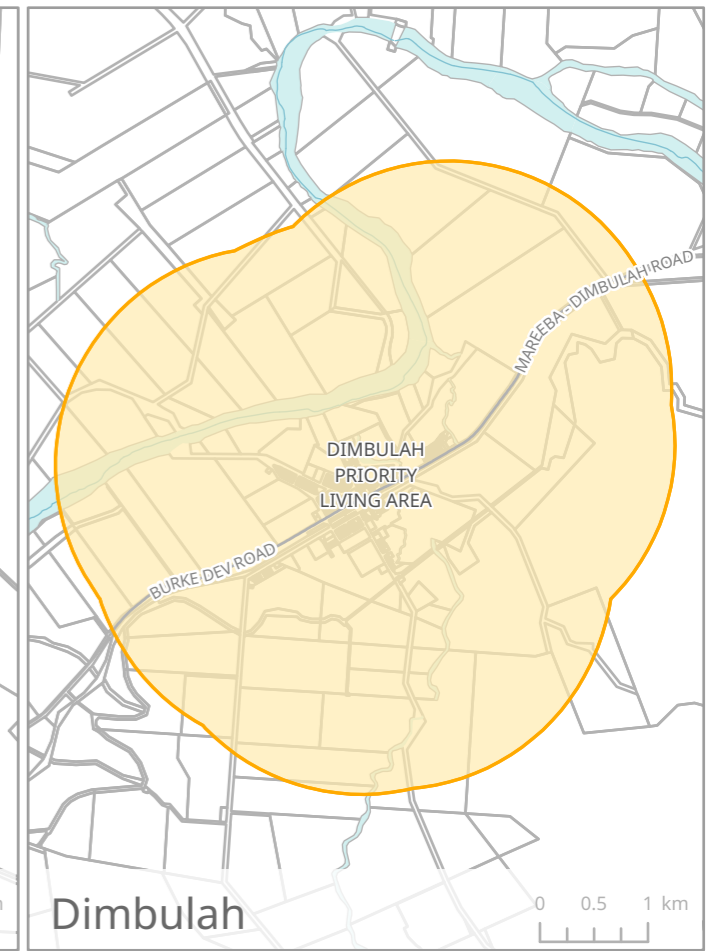 MAREEBA - DIMBULAH ROAD
DIMBULAH
PRIORITY
LIVING AREA
BURKE DEV ROAD
Dimbulah
0 0.5 1 km